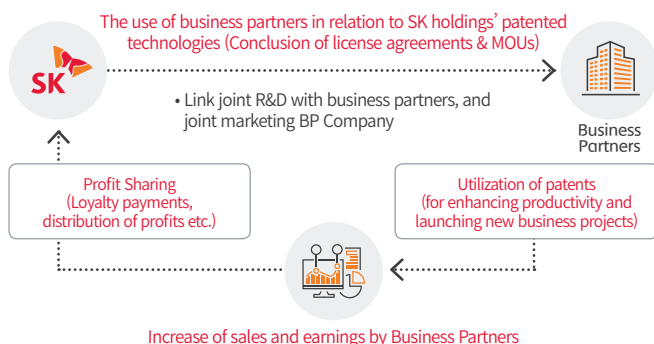 The use of business partners in relation to SK holdings’ patented
technologies (Conclusion of license agreements & MOUs)
SK
• Link joint R&D with business partners, and
joint marketing BP Company
Business
Partners
Profit Sharing
(Loyalty payments,
distribution of profits etc.)
Utilization of patents
(for enhancing productivity and
launching new business projects)
Increase of sales and earnings by Business Partners